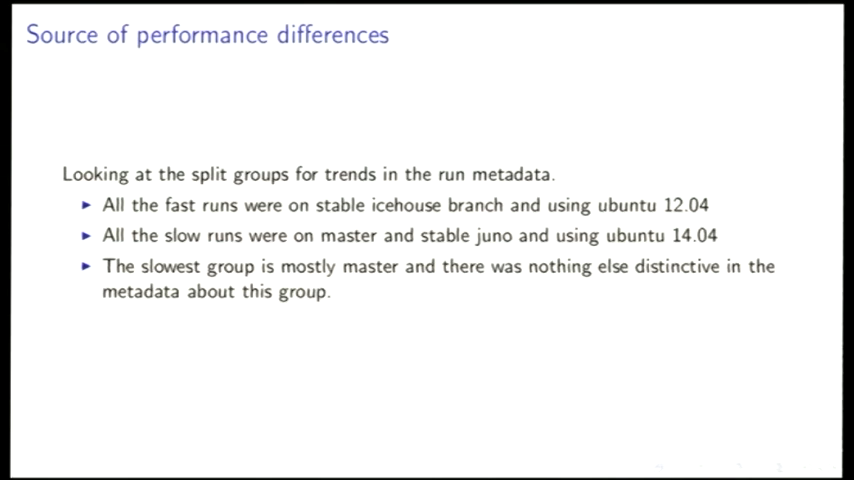 Source of performance differences
Looking at the split groups for trends in the run metadata.
▶ All the fast runs were on stable icehouse branch and using ubuntu 12.04
▶ All the slow runs were on master and stable juno and using ubuntu 14.04
▶ The slowest group is mostly master and there was nothing else distinctive in the
metadata about this group.